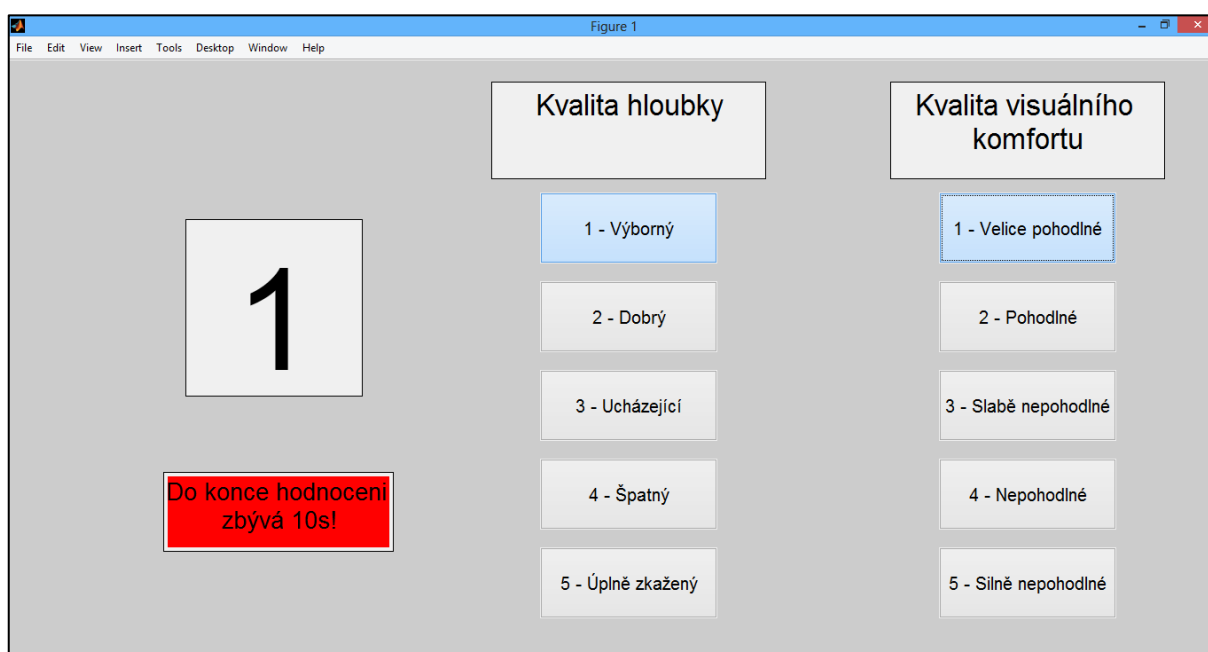 Figure 1
File Edit View Insert Tools Desktop Window Help
1
Do konce hodnocení
zbývá 10s!
Kvalita hloubky
1 - Výborný
2 - Dobrý
3 - Ucházející
4 - Špatný
5 - Úplně zkažený
Kvalita visuálního
komfortu
1 - Velice pohodlné
2 - Pohodlné
3 - Slabě nepohodlné
4 - Nepohodlné
5 - Silně nepohodlné